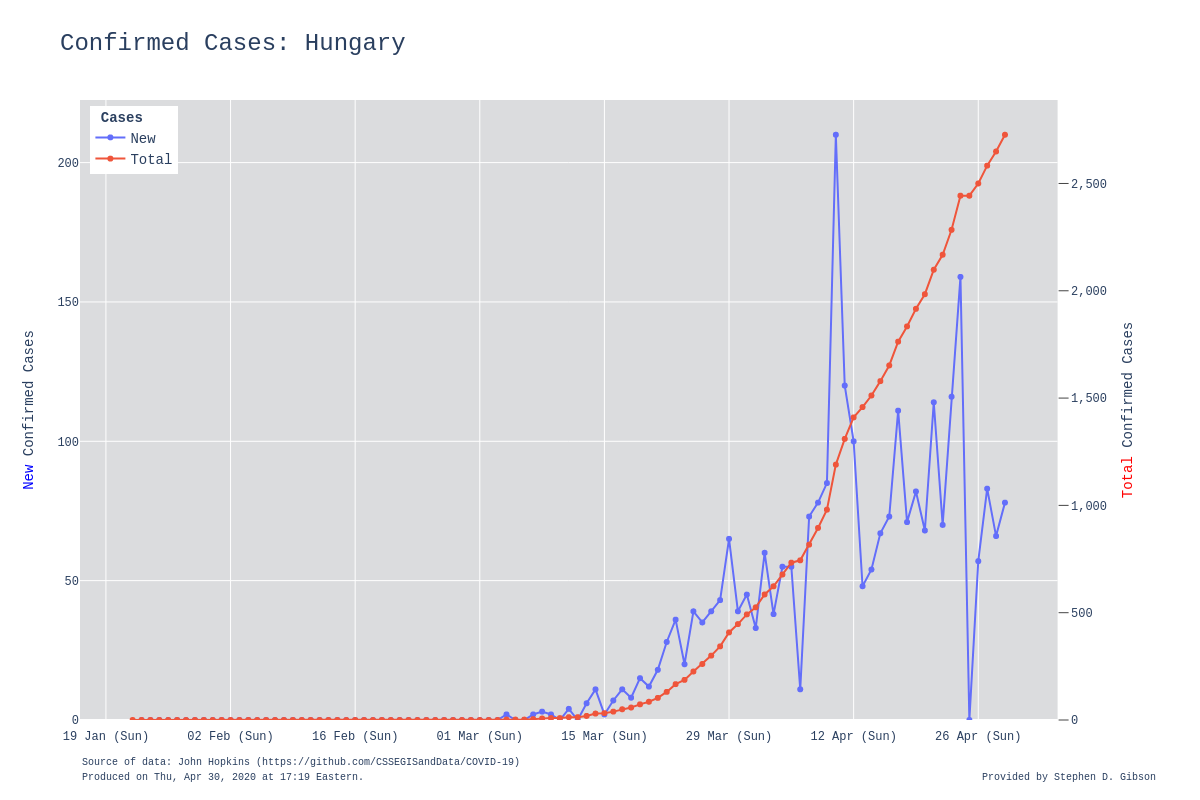 Confirmed Cases: Hungary
Cases
New
Total
200
150
100
50
0
2,500
2,000
1,500
1,000
500
0
New Confirmed Cases
Total Confirmed Cases
19 Jan (Sun)
02 Feb (Sun)
16 Feb (Sun)
01 Mar (Sun)
15 Mar (Sun)
29 Mar (Sun)
12 Apr (Sun)
26 Apr (Sun)
Source of data: John Hopkins (https://github.com/CSSEGISandData/COVID-19)
Produced on Thu, Apr 30, 2020 at 17:19 Eastern.
Provided by Stephen D. Gibson